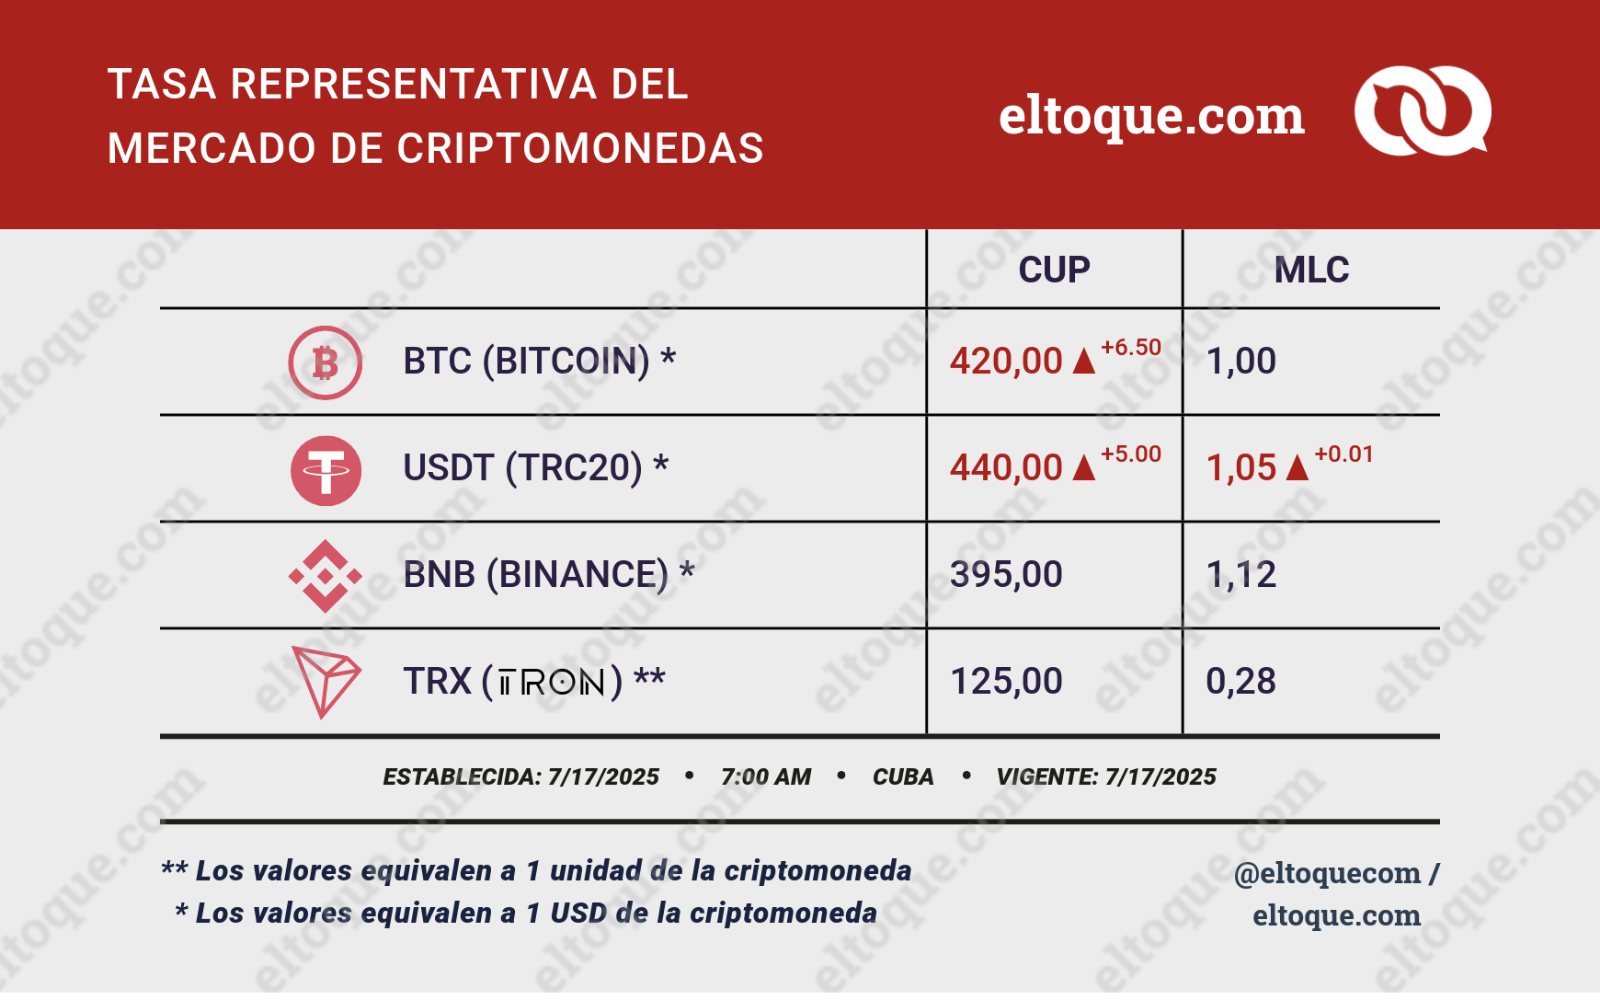 TASA REPRESENTATIVA DEL
MERCADO DE CRIPTOMONEDAS
eltoque.com
CUP MLC
BTC (BITCOIN) * 420,00 ▲ +6.50 1,00
USDT (TRC20) * 440,00 ▲ +5.00 1,05 ▲ +0.01
BNB (BINANCE) * 395,00 1,12
TRX (TRON) ** 125,00 0,28
ESTABLECIDA: 7/17/2025 • 7:00 AM • CUBA • VIGENTE: 7/17/2025
** Los valores equivalen a 1 unidad de la criptomoneda
* Los valores equivalen a 1 USD de la criptomoneda
@eltoquecom /
eltoque.com